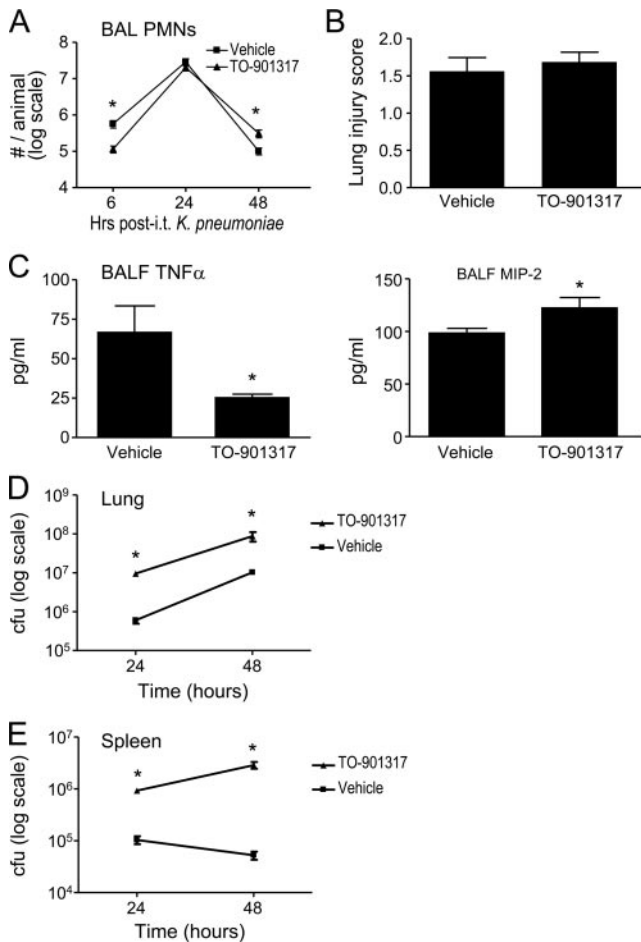 A
BAL PMNs
Vehicle
TO-901317
8
7
6
5
4
*
*
# / animal
(log scale)
6
24
48
Hrs post-i.t. K. pneumoniae
B
Lung injury score
2.0
1.5
1.0
0.5
0.0
Vehicle
TO-901317
C
BALF TNFα
100
75
50
25
0
pg/ml
*
Vehicle
TO-901317
BALF MIP-2
150
100
50
0
pg/ml
*
Vehicle
TO-901317
D
Lung
10⁹
10⁸
10⁷
10⁶
10⁵
cfu (log scale)
*
*
TO-901317
Vehicle
24
48
Time (hours)
E
Spleen
10⁷
10⁶
10⁵
10⁴
cfu (log scale)
*
*
TO-901317
Vehicle
24
48
Time (hours)